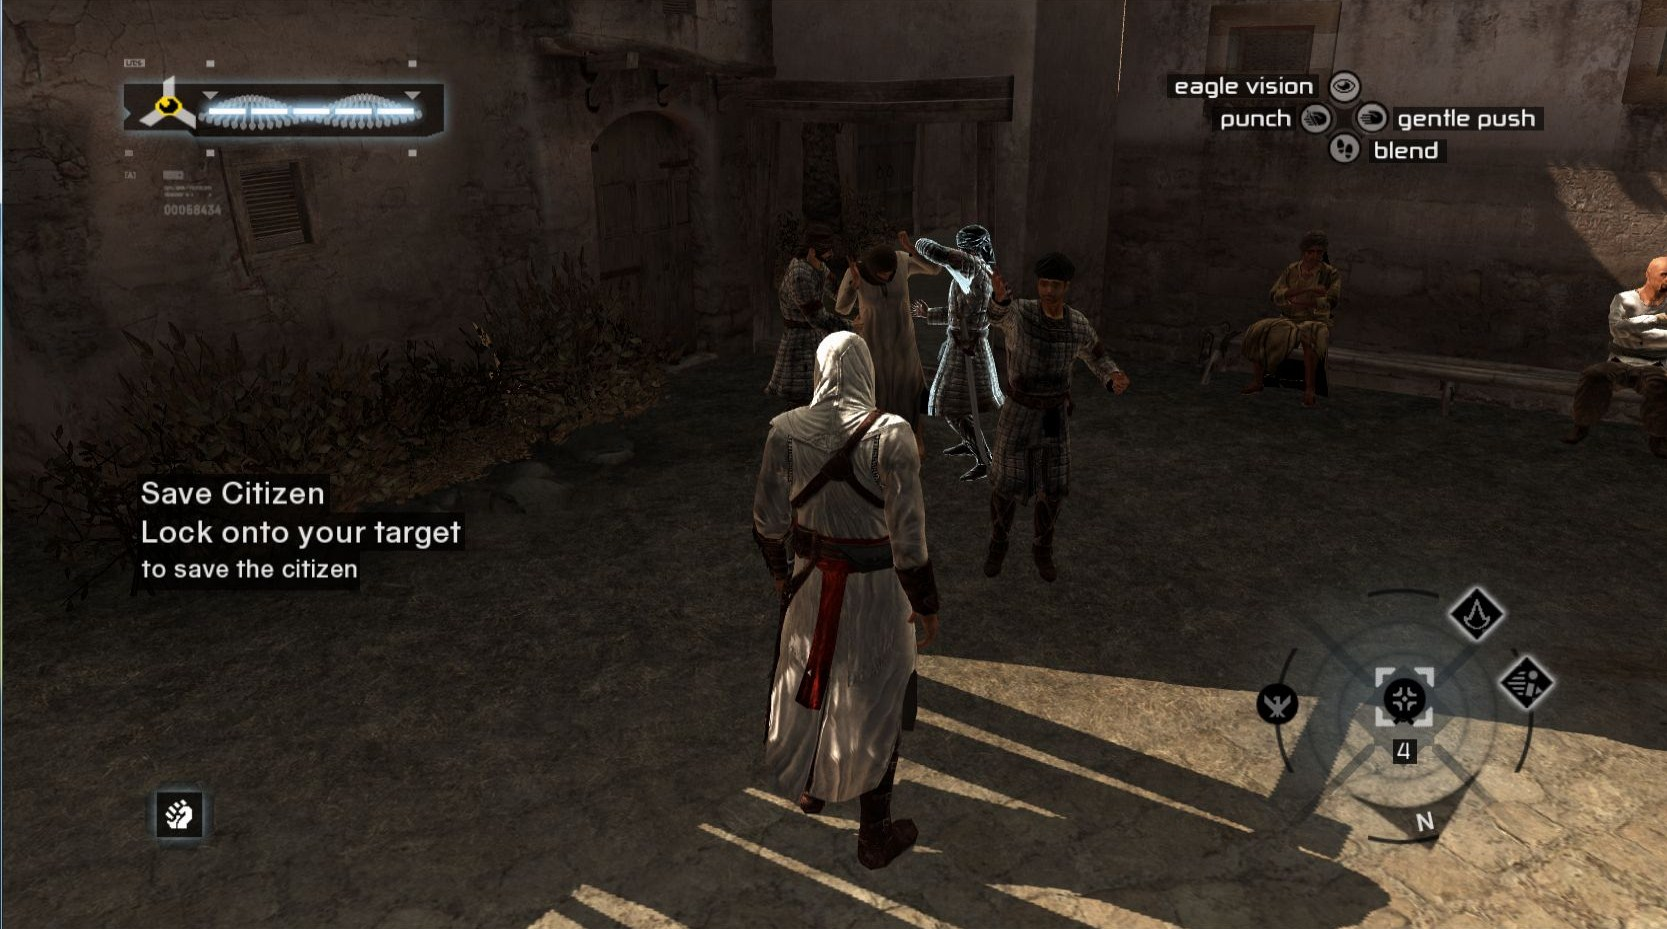 eagle vision
punch
gentle push
blend
00068434
Save Citizen
Lock onto your target
to save the citizen
4
N